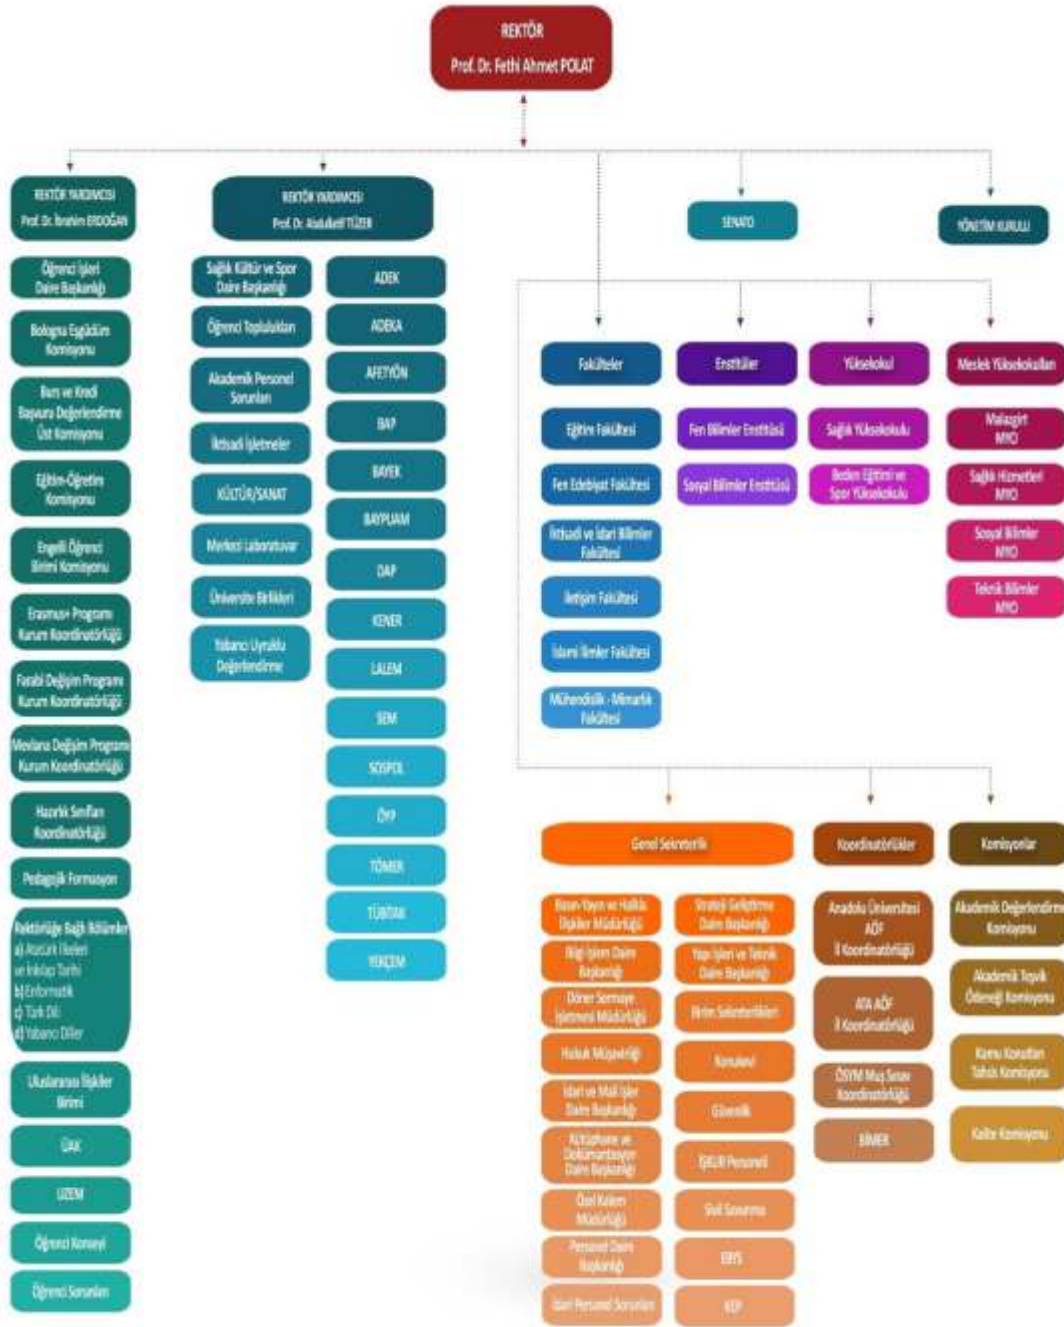 REKTÖR
Prof. Dr. Fethi Ahmet POLAT
REKTÖR YARDIMCISI
Prof. Dr. İbrahim ERDOĞAN
REKTÖR YARDIMCISI
Prof. Dr. Abdullatif TÜZER
SENATO
YÖNETİM KURULU
Öğrenci İşleri
Daire Başkanlığı
Bologna Eşgüdüm
Komisyonu
Burs ve Kredi
Başvuru Değerlendirme
Üst Komisyonu
Eğitim-Öğretim
Komisyonu
Engelli Öğrenci
Birimi Komisyonu
Erasmus+ Programı
Kurum Koordinatörlüğü
Farabi Değişim Programı
Kurum Koordinatörlüğü
Mevlana Değişim Programı
Kurum Koordinatörlüğü
Hazırlık Sınıfları
Koordinatörlüğü
Pedagojik Formasyon
Rektörlüğe Bağlı Bölümler
a) Atatürk İlkeleri
ve İnkılap Tarihi
b) Enformatik
c) Türk Dili
d) Yabancı Diller
Uluslararası İlişkiler
Birimi
ÜAK
UZEM
Öğrenci Konseyi
Öğrenci Sorunları
Sağlık Kültür ve Spor
Daire Başkanlığı
Öğrenci Toplulukları
Akademik Personel
Sorunları
İktisadi İşletmeler
KÜLTÜR/SANAT
Merkezi Laboratuvar
Üniversite Birlikleri
Yabancı Uyruklu
Değerlendirme
ADEK
ADEKA
AFETYÖN
BAP
BAYEK
BAYPUAM
DAP
KENER
LALEM
SEM
SOSPOL
ÖYP
TÖMER
TÜBİTAK
YEKÇEM
Fakülteler
Eğitim Fakültesi
Fen Edebiyat Fakültesi
İktisadi ve İdari Bilimler
Fakültesi
İletişim Fakültesi
İslami İlimler Fakültesi
Mühendislik - Mimarlık
Fakültesi
Enstitüler
Fen Bilimler Enstitüsü
Sosyal Bilimler Enstitüsü
Yüksekokul
Sağlık Yüksekokulu
Beden Eğitimi ve
Spor Yüksekokulu
Meslek Yüksekokulları
Malazgirt
MYO
Sağlık Hizmetleri
MYO
Sosyal Bilimler
MYO
Teknik Bilimler
MYO
Genel Sekreterlik
Basın-Yayın ve Halkla
İlişkiler Müdürlüğü
Bilgi İşlem Daire
Başkanlığı
Döner Sermaye
İşletmesi Müdürlüğü
Hukuk Müşavirliği
İdari ve Mali İşler
Daire Başkanlığı
Kütüphane ve
Dokümantasyon
Daire Başkanlığı
Özel Kalem
Müdürlüğü
Personel Daire
Başkanlığı
İdari Personel Sorunları
Strateji Geliştirme
Daire Başkanlığı
Yapı İşleri ve Teknik
Daire Başkanlığı
Birim Sekreterlikleri
Konukevi
Güvenlik
İŞKUR Personeli
Sivil Savunma
EBYS
KEP
Koordinatörlükler
Anadolu Üniversitesi
AÖF
İl Koordinatörlüğü
ATA AÖF
İl Koordinatörlüğü
ÖSYM Muş Sınav
Koordinatörlüğü
BİMER
Komisyonlar
Akademik Değerlendirme
Komisyonu
Akademik Teşvik
Ödeneği Komisyonu
Kamu Konutları
Tahsis Komisyonu
Kalite Komisyonu